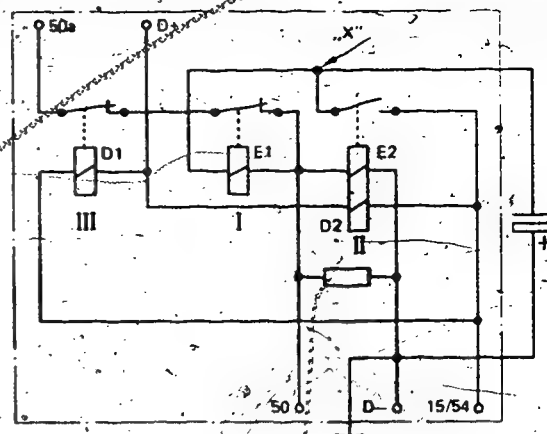 50a D+
„X"
D1 E1 E2
III I D2 II
+
50 D– 15/54